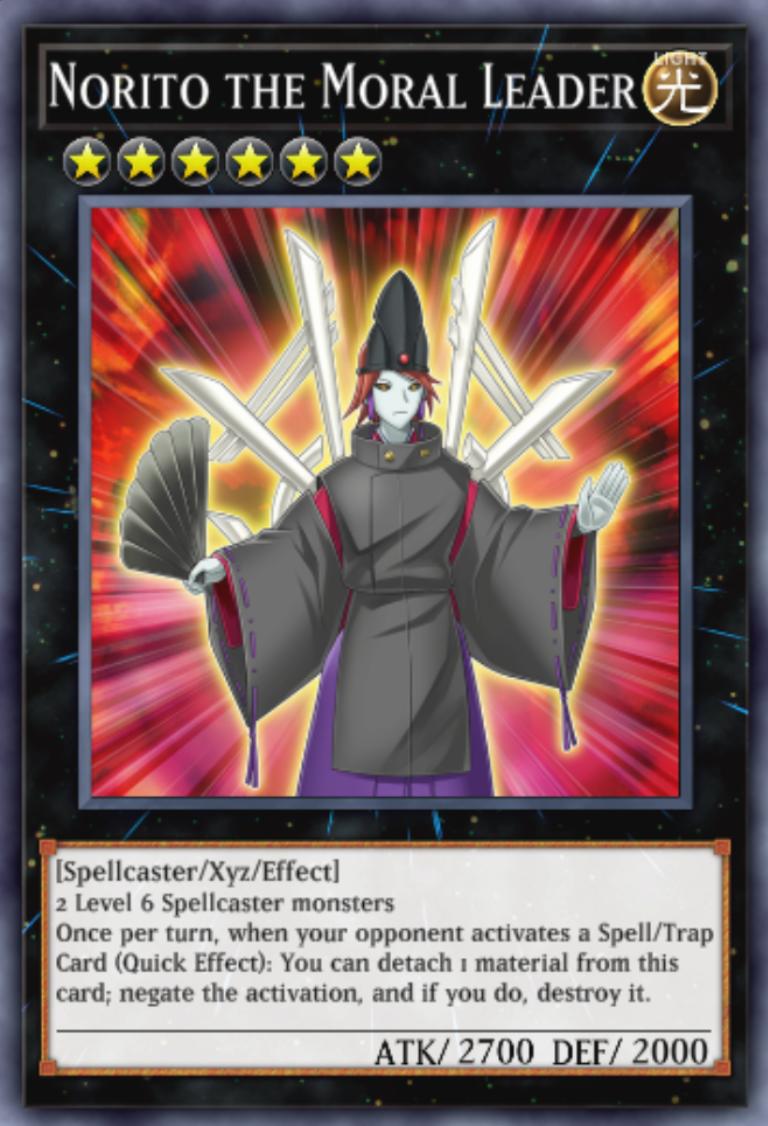 NORITO THE MORAL LEADER
LIGHT
光
[Spellcaster/Xyz/Effect]
2 Level 6 Spellcaster monsters
Once per turn, when your opponent activates a Spell/Trap
Card (Quick Effect): You can detach 1 material from this
card; negate the activation, and if you do, destroy it.
ATK/ 2700 DEF/ 2000